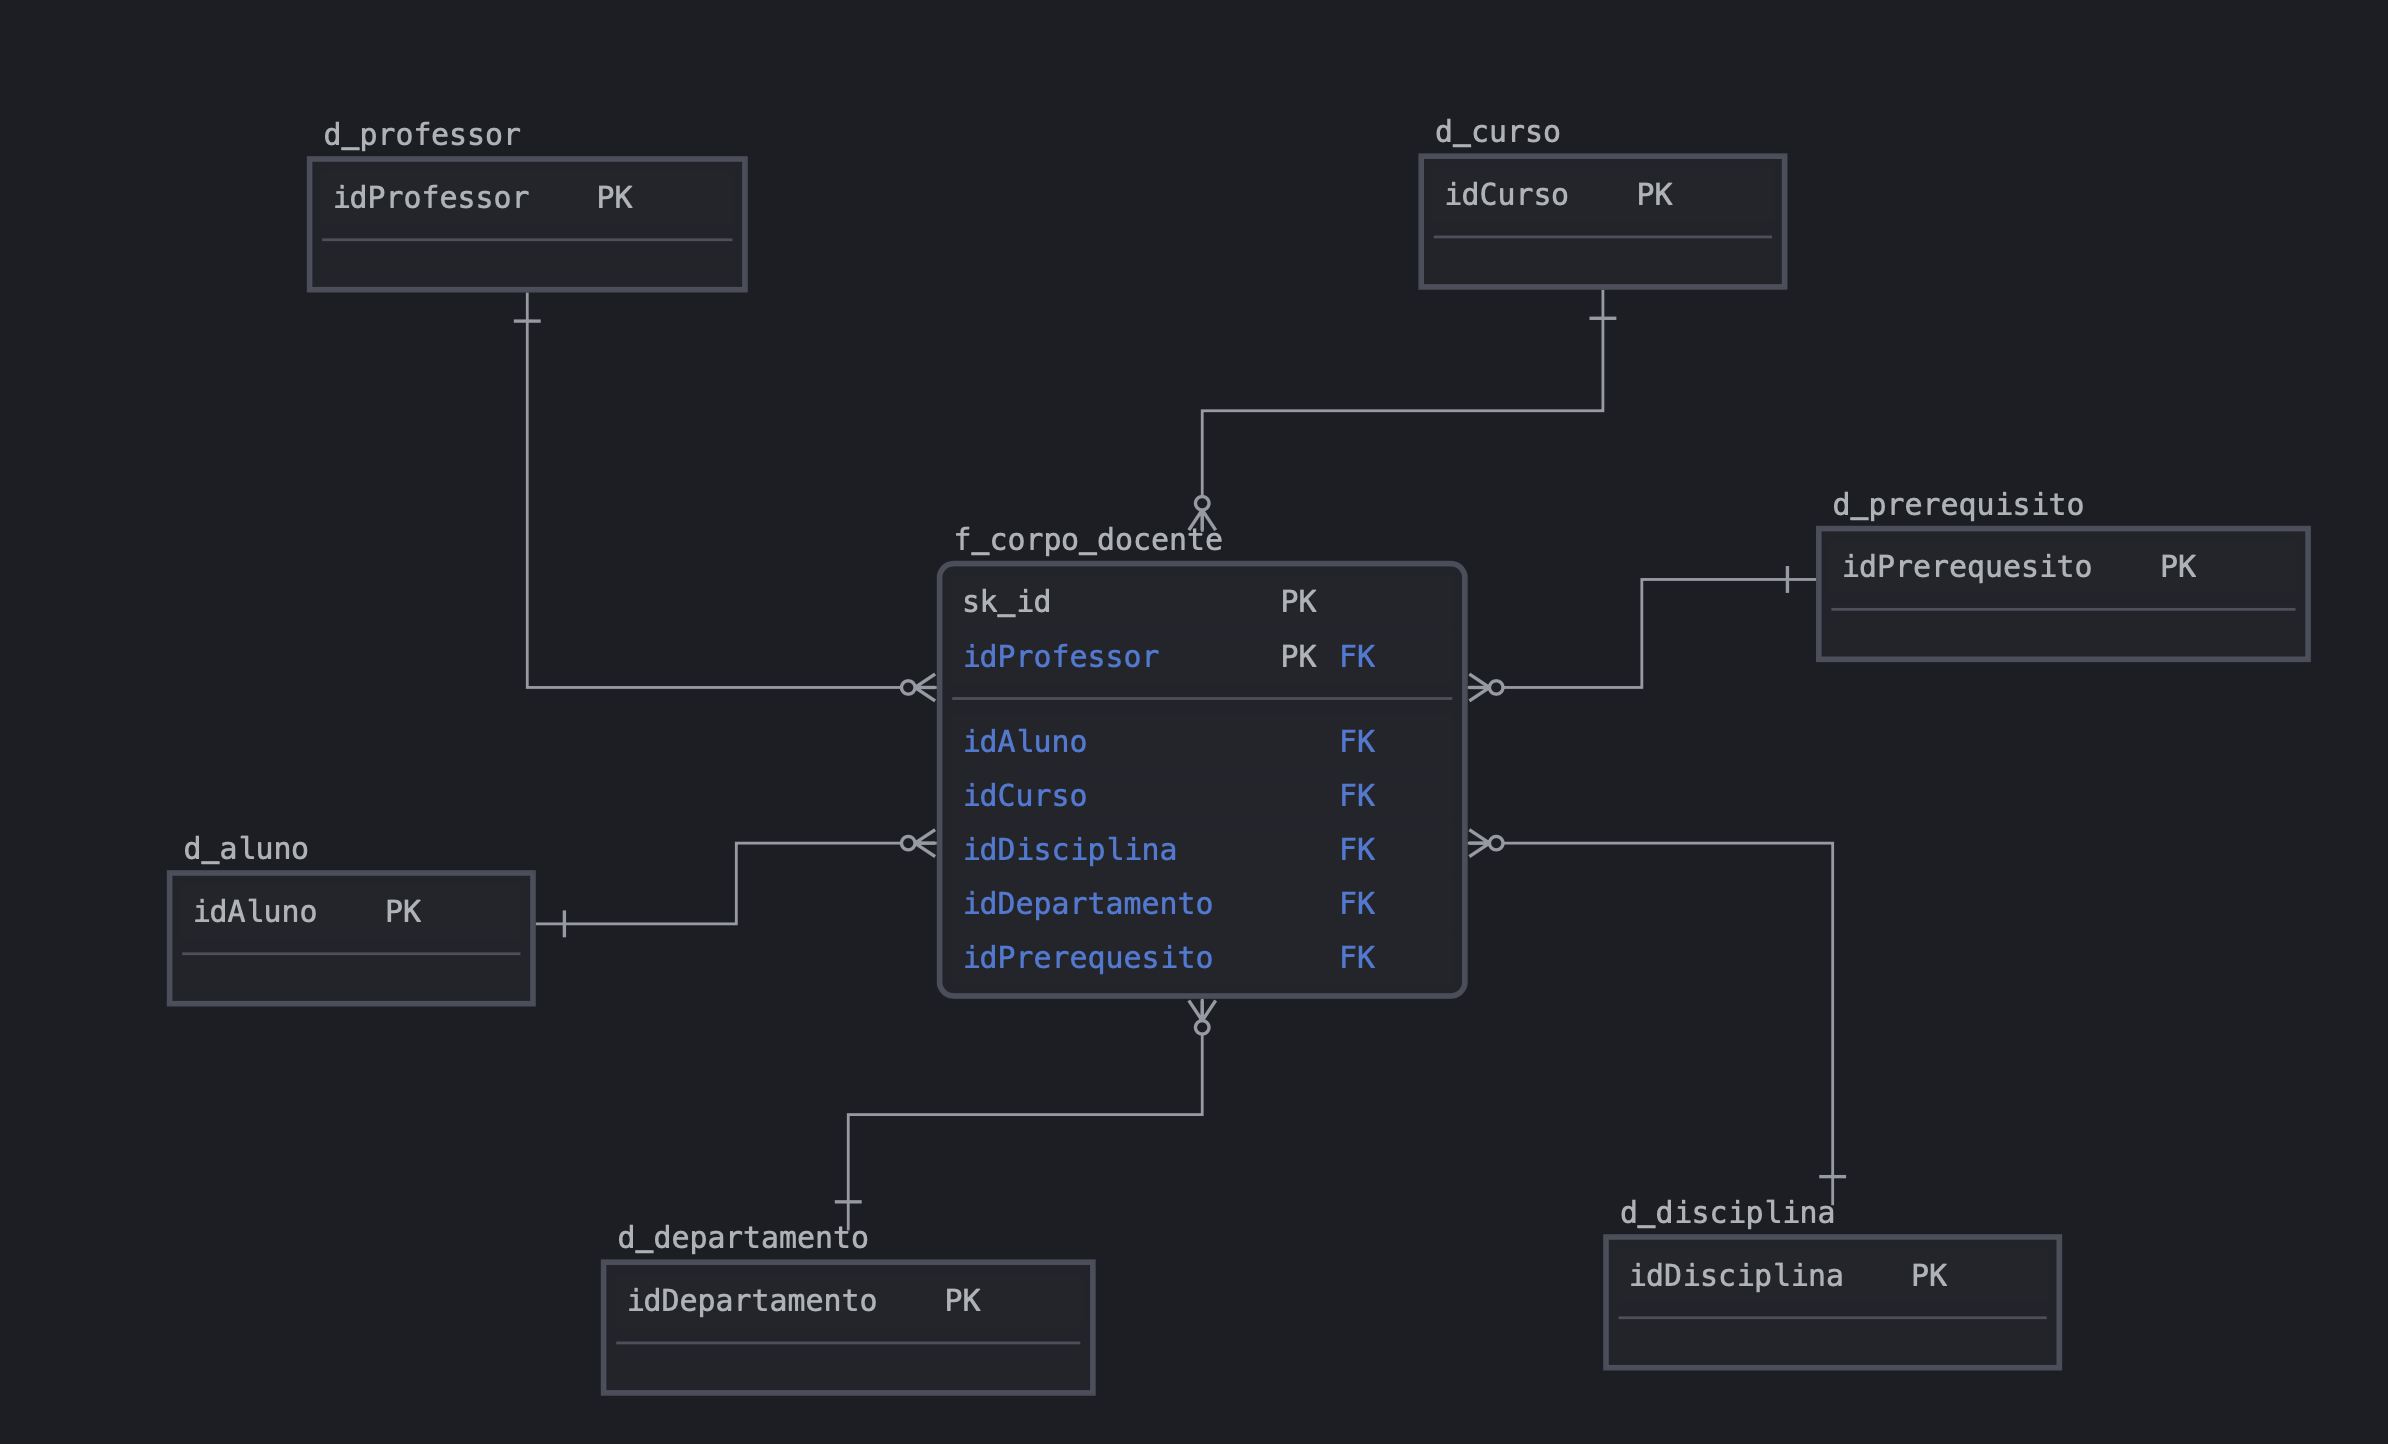 d_professor
idProfessor PK
d_curso
idCurso PK
d_prerequisito
idPrerequesito PK
f_corpo_docente
sk_id PK
idProfessor PK FK
idAluno FK
idCurso FK
idDisciplina FK
idDepartamento FK
idPrerequesito FK
d_aluno
idAluno PK
d_departamento
idDepartamento PK
d_disciplina
idDisciplina PK